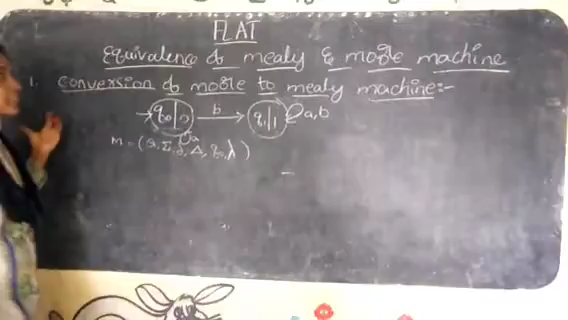 FLAT
Equivalence of mealy & moore machine
1. conversion of moore to mealy machine:-
q₀|0 b q₁|1 a,b
a
M = (Q, Σ, δ, Δ, q₀, λ)